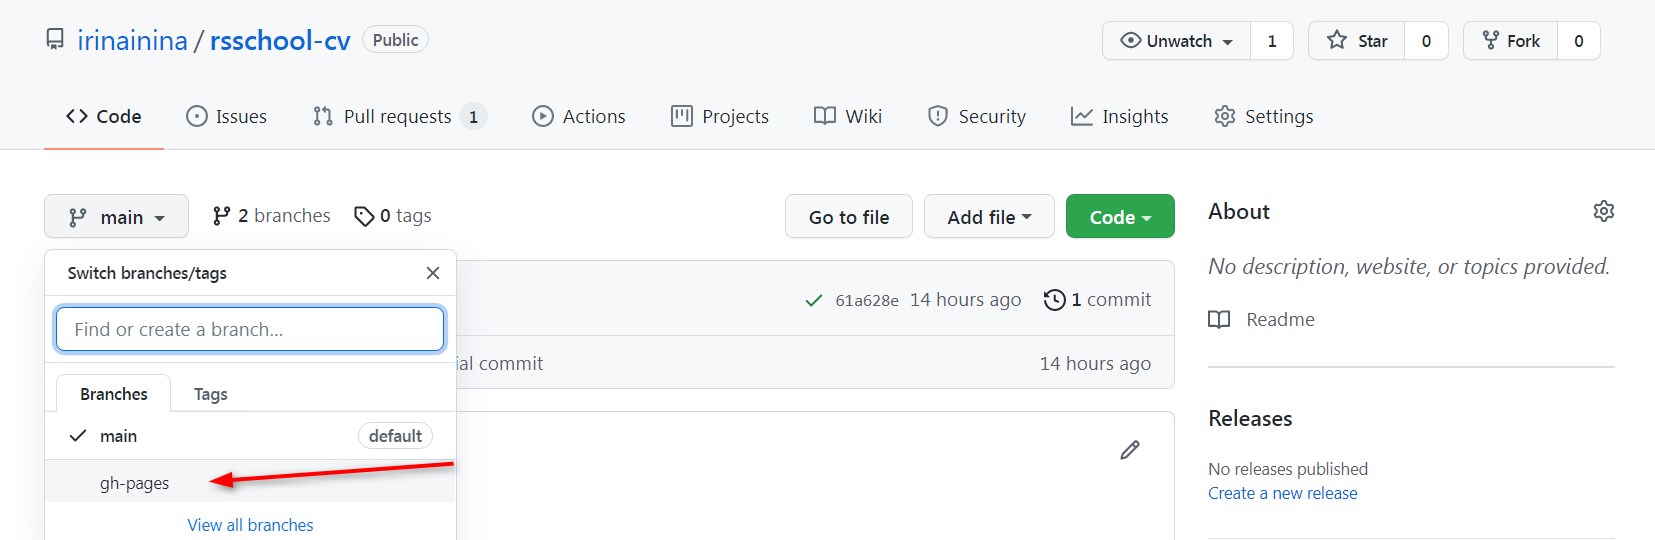 irinainina / rsschool-cv Public
Unwatch 1 Star 0 Fork 0
Code Issues Pull requests 1 Actions Projects Wiki Security Insights Settings
main 2 branches 0 tags Go to file Add file Code
Switch branches/tags
Find or create a branch...
Branches Tags
main default
gh-pages
View all branches
61a628e 14 hours ago 1 commit
ial commit 14 hours ago
About
No description, website, or topics provided.
Readme
Releases
No releases published
Create a new release